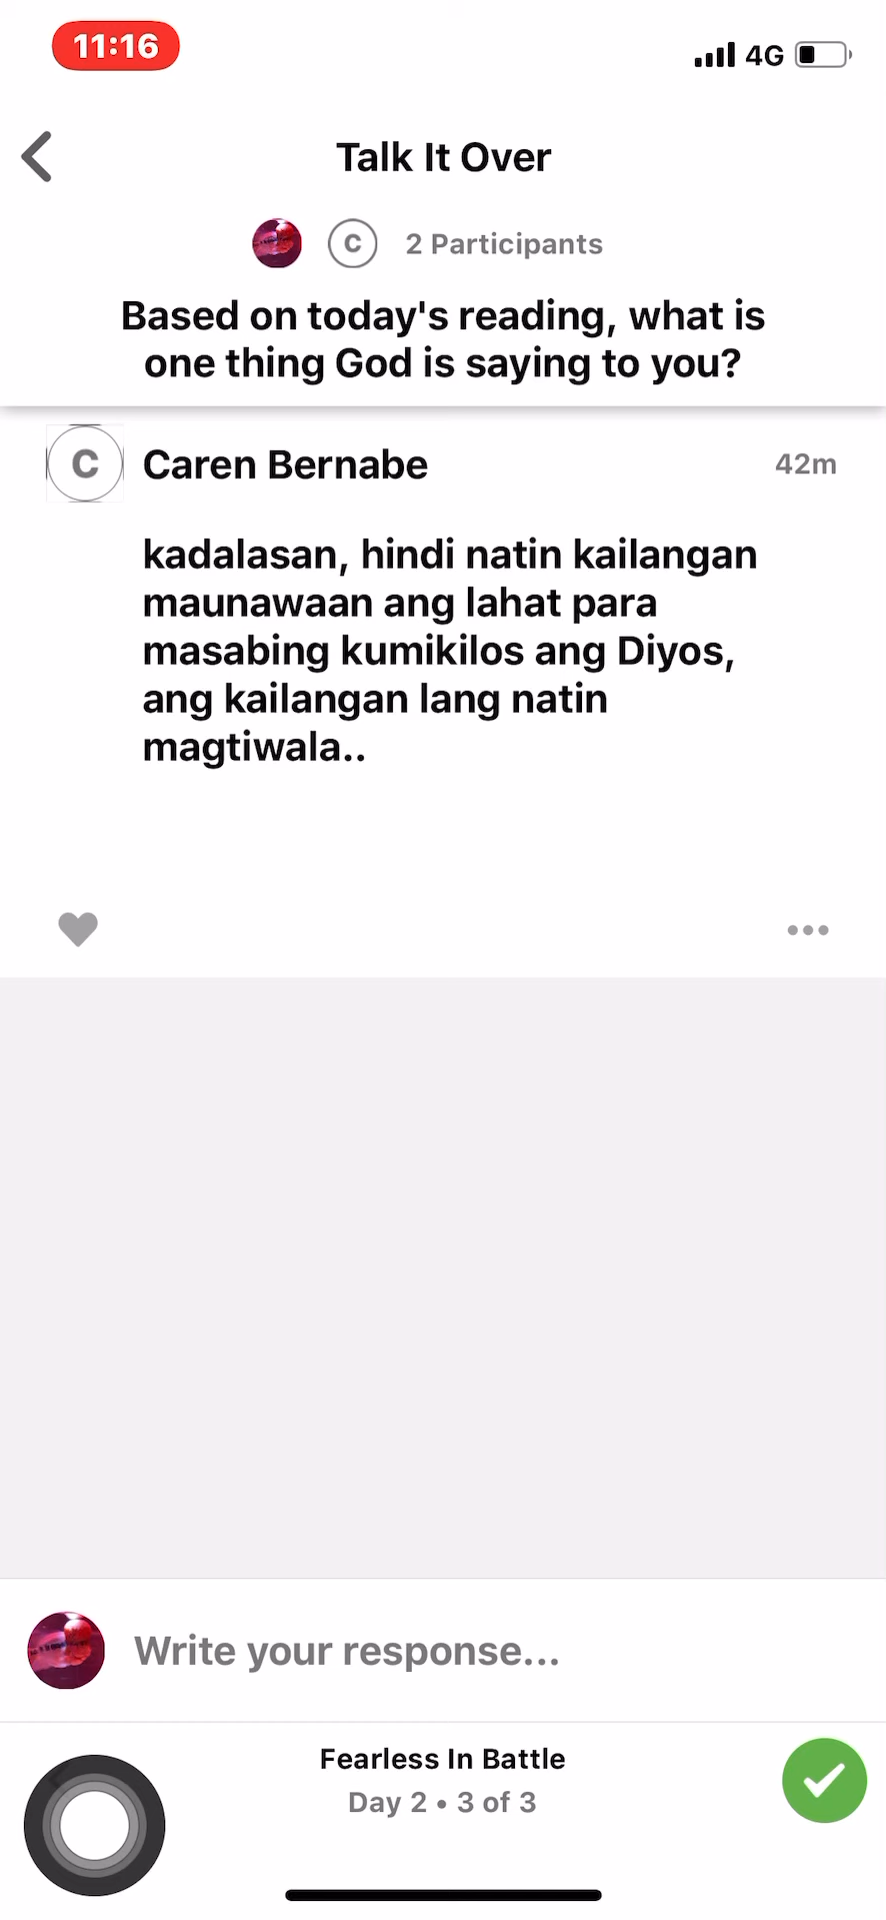 11:16
4G
Talk It Over
C
2 Participants
Based on today's reading, what is
one thing God is saying to you?
C
Caren Bernabe
42m
kadalasan, hindi natin kailangan
maunawaan ang lahat para
masabing kumikilos ang Diyos,
ang kailangan lang natin
magtiwala..
Write your response...
Fearless In Battle
Day 2 • 3 of 3